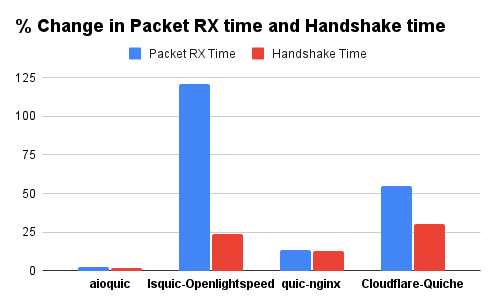 % Change in Packet RX time and Handshake time
Packet RX Time Handshake Time
125
100
75
50
25
0
aioquic lsquic-Openlightspeed quic-nginx Cloudflare-Quiche